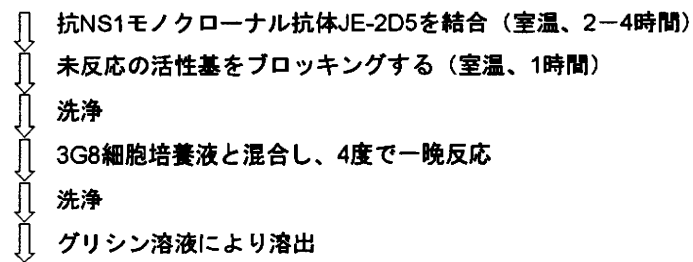 抗NS1モノクローナル抗体JE-2D5を結合（室温、2－4時間）
未反応の活性基をブロッキングする（室温、1時間）
洗浄
3G8細胞培養液と混合し、4度で一晩反応
洗浄
グリシン溶液により溶出